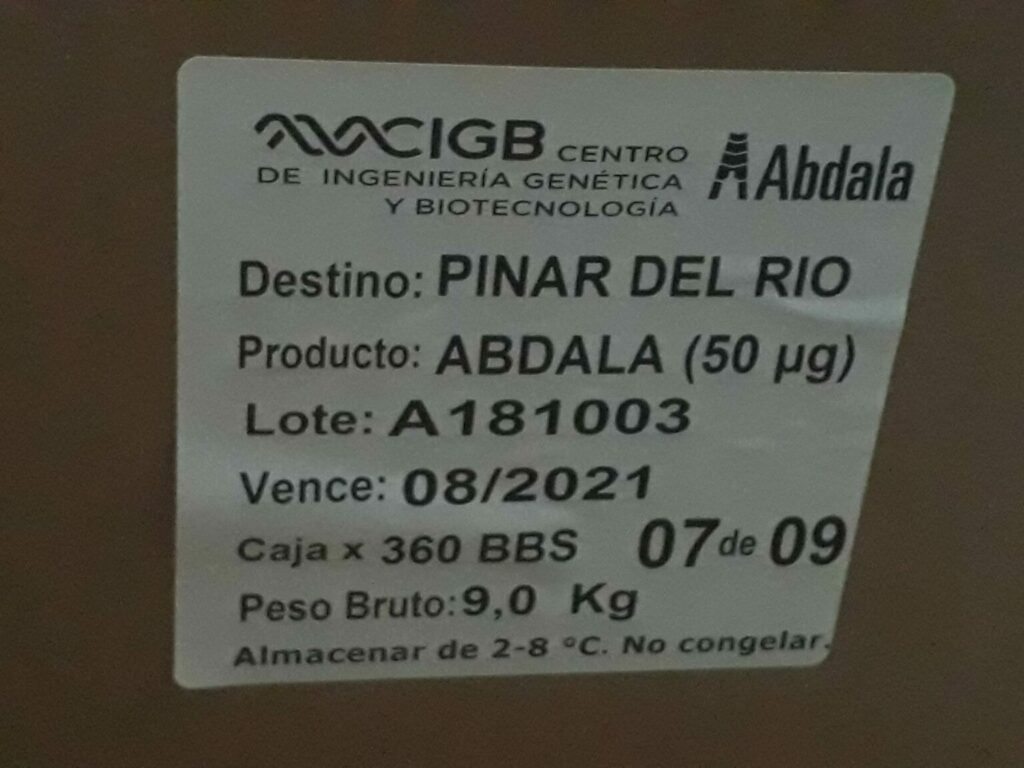 CIGB CENTRO
DE INGENIERÍA GENÉTICA
Y BIOTECNOLOGÍA
Abdala
Destino: PINAR DEL RIO
Producto: ABDALA (50 µg)
Lote: A181003
Vence: 08/2021
Caja x 360 BBS 07 de 09
Peso Bruto: 9,0 Kg
Almacenar de 2-8 °C. No congelar.